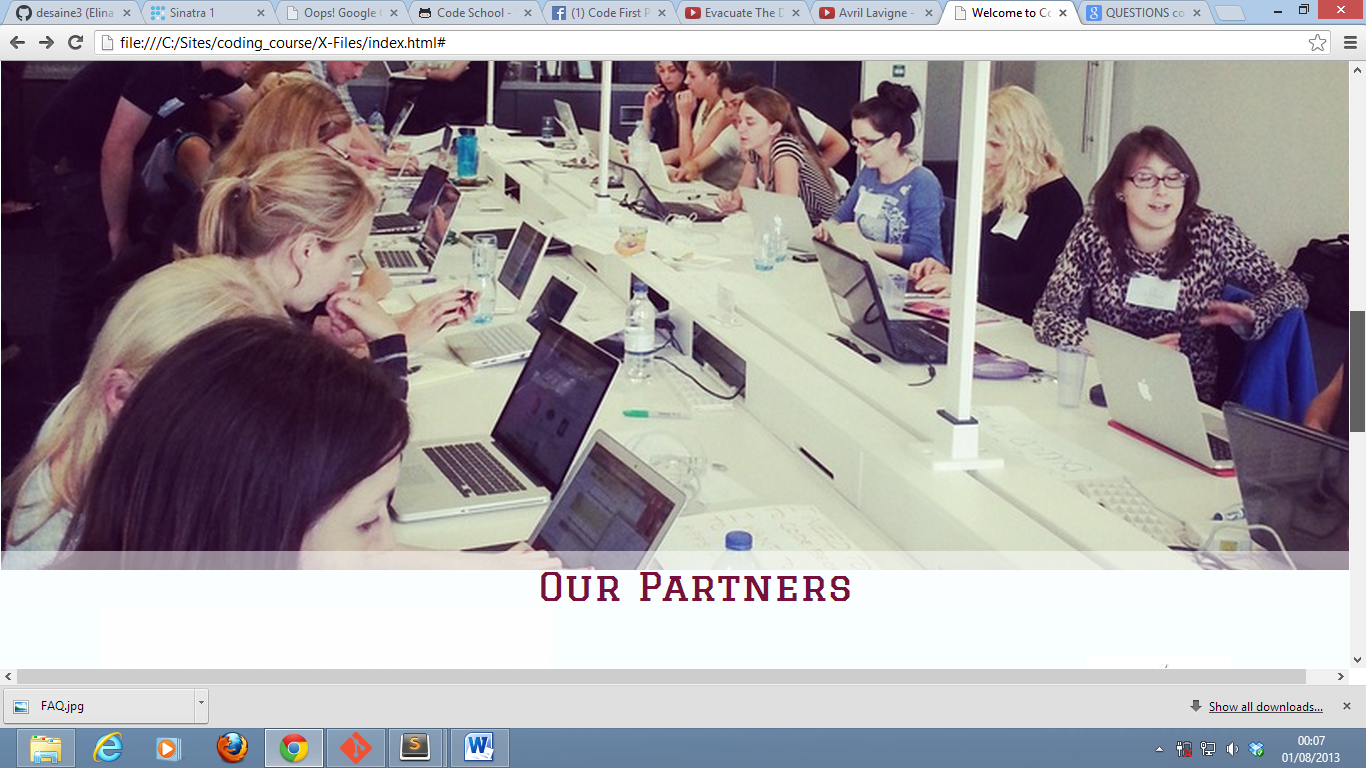 desaine3 (Elina
Sinatra 1
Oops! Google
Code School
(1) Code First
Evacuate The
Avril Lavigne -
Welcome to Co
QUESTIONS co
file:///C:/Sites/coding_course/X-Files/index.html#
Our Partners
FAQ.jpg
Show all downloads...
00:07
01/08/2013